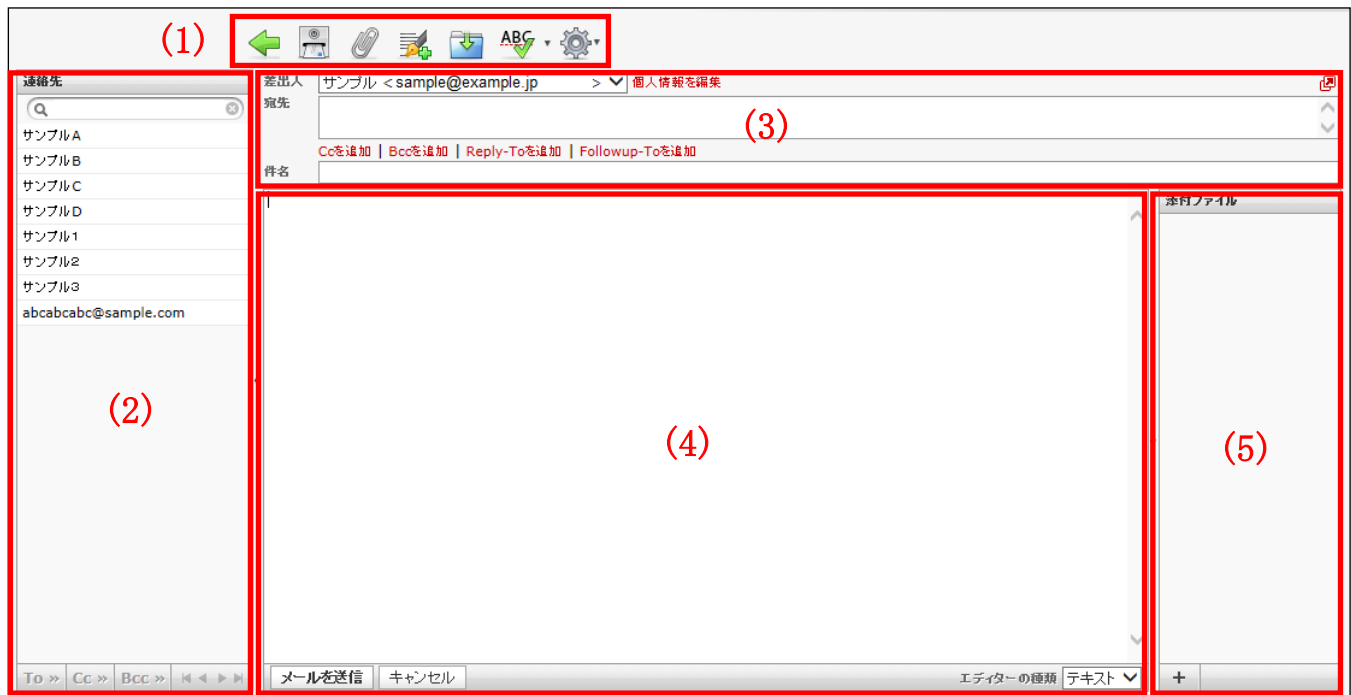 (1)
ABC
連絡先
サンプルA
サンプルB
サンプルC
サンプルD
サンプル1
サンプル2
サンプル3
abcabcabc@sample.com
(2)
To » Cc » Bcc »
差出人 サンプル <sample@example.jp > 個人情報を編集
宛先
(3)
Ccを追加 | Bccを追加 | Reply-Toを追加 | Followup-Toを追加
件名
(4)
メールを送信 キャンセル エディターの種類 テキスト
添付ファイル
(5)
+